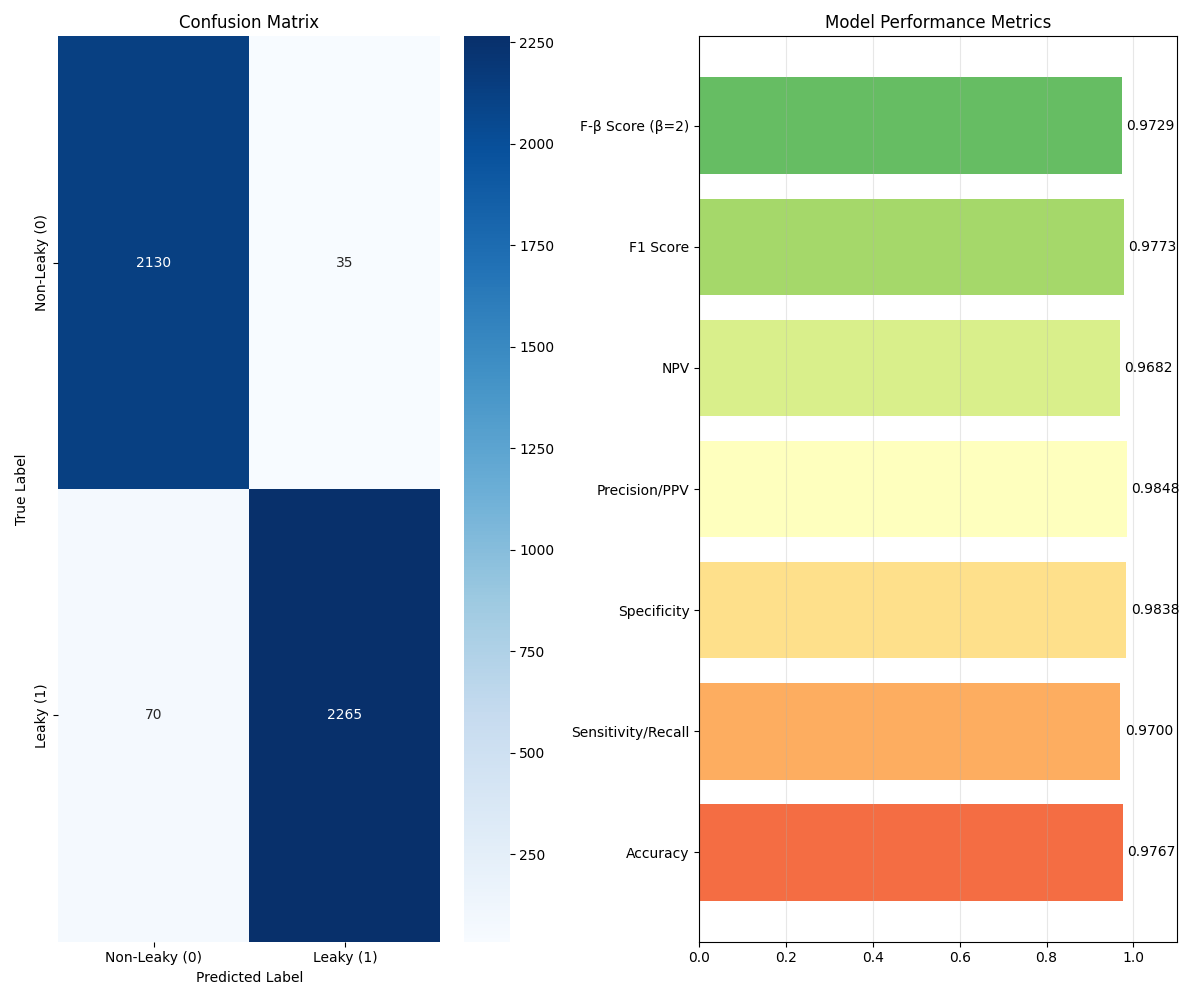 Confusion Matrix
Non-Leaky (0)
Leaky (1)
True Label
2130
35
70
2265
Non-Leaky (0)
Leaky (1)
Predicted Label
2250
2000
1750
1500
1250
1000
750
500
250
Model Performance Metrics
F-β Score (β=2)
0.9729
F1 Score
0.9773
NPV
0.9682
Precision/PPV
0.9848
Specificity
0.9838
Sensitivity/Recall
0.9700
Accuracy
0.9767
0.0
0.2
0.4
0.6
0.8
1.0